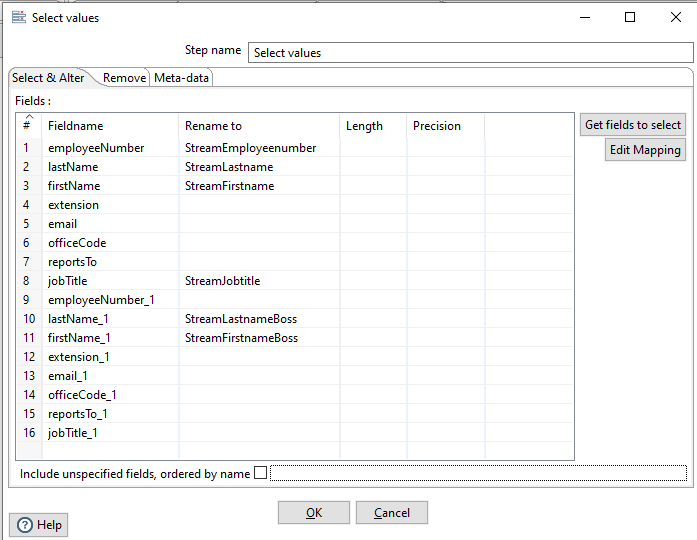 Select values
Step name Select values
Select & Alter Remove Meta-data
Fields :
# Fieldname Rename to Length Precision
Get fields to select
Edit Mapping
1 employeeNumber StreamEmployeenumber
2 lastName StreamLastname
3 firstName StreamFirstname
4 extension
5 email
6 officeCode
7 reportsTo
8 jobTitle StreamJobtitle
9 employeeNumber_1
10 lastName_1 StreamLastnameBoss
11 firstName_1 StreamFirstnameBoss
12 extension_1
13 email_1
14 officeCode_1
15 reportsTo_1
16 jobTitle_1
Include unspecified fields, ordered by name
OK Cancel
Help